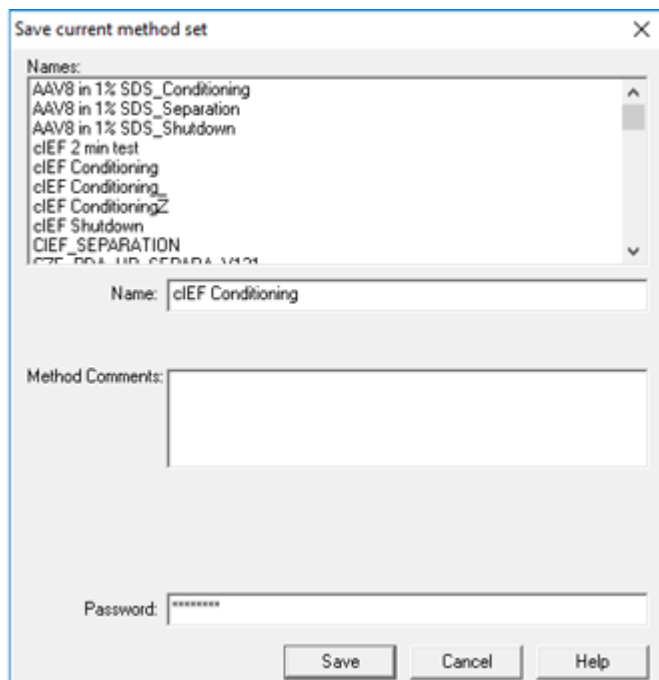 Save current method set
Names:
AAV8 in 1% SDS_Conditioning
AAV8 in 1% SDS_Separation
AAV8 in 1% SDS_Shutdown
cIEF 2 min test
cIEF Conditioning
cIEF Conditioning_
cIEF ConditioningZ
cIEF Shutdown
CIEF_SEPARATION
Name: cIEF Conditioning
Method Comments:
Password: ********
Save Cancel Help